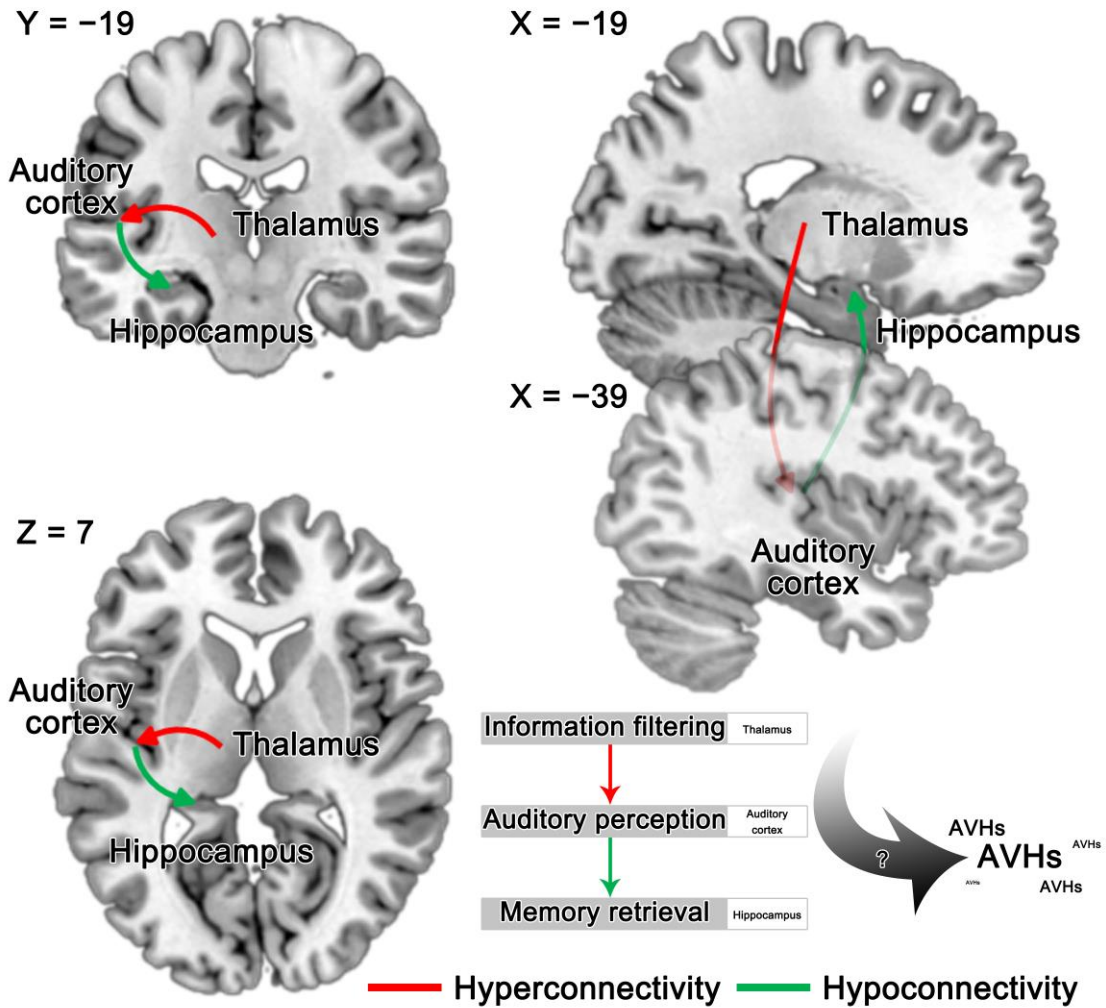 Y = −19
Auditory
cortex
Thalamus
Hippocampus
X = −19
Thalamus
Hippocampus
X = −39
Auditory
cortex
Z = 7
Auditory
cortex
Thalamus
Hippocampus
Information filtering Thalamus
Auditory perception Auditory
cortex
Memory retrieval Hippocampus
?
AVHs
AVHs
AVHs
AVHs
AVHs
Hyperconnectivity Hypoconnectivity